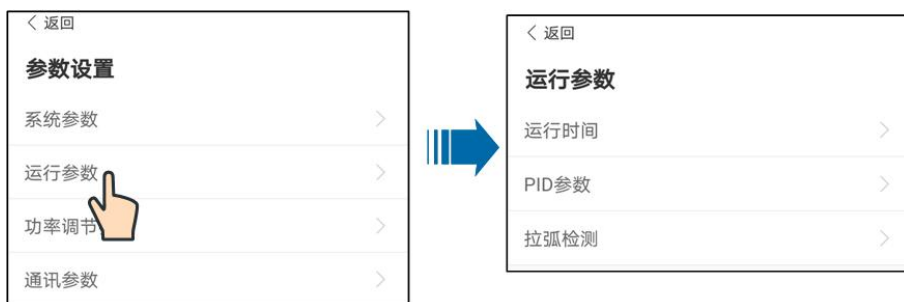 < 返回
参数设置
系统参数
运行参数
功率调节
通讯参数
< 返回
运行参数
运行时间
PID参数
拉弧检测